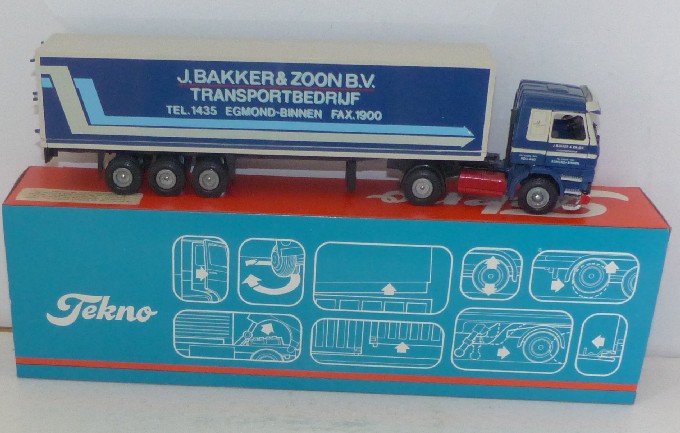 J.BAKKER & ZOON B.V.
TRANSPORTBEDRIJF
TEL.1435 EGMOND-BINNEN FAX.1900
Tekno